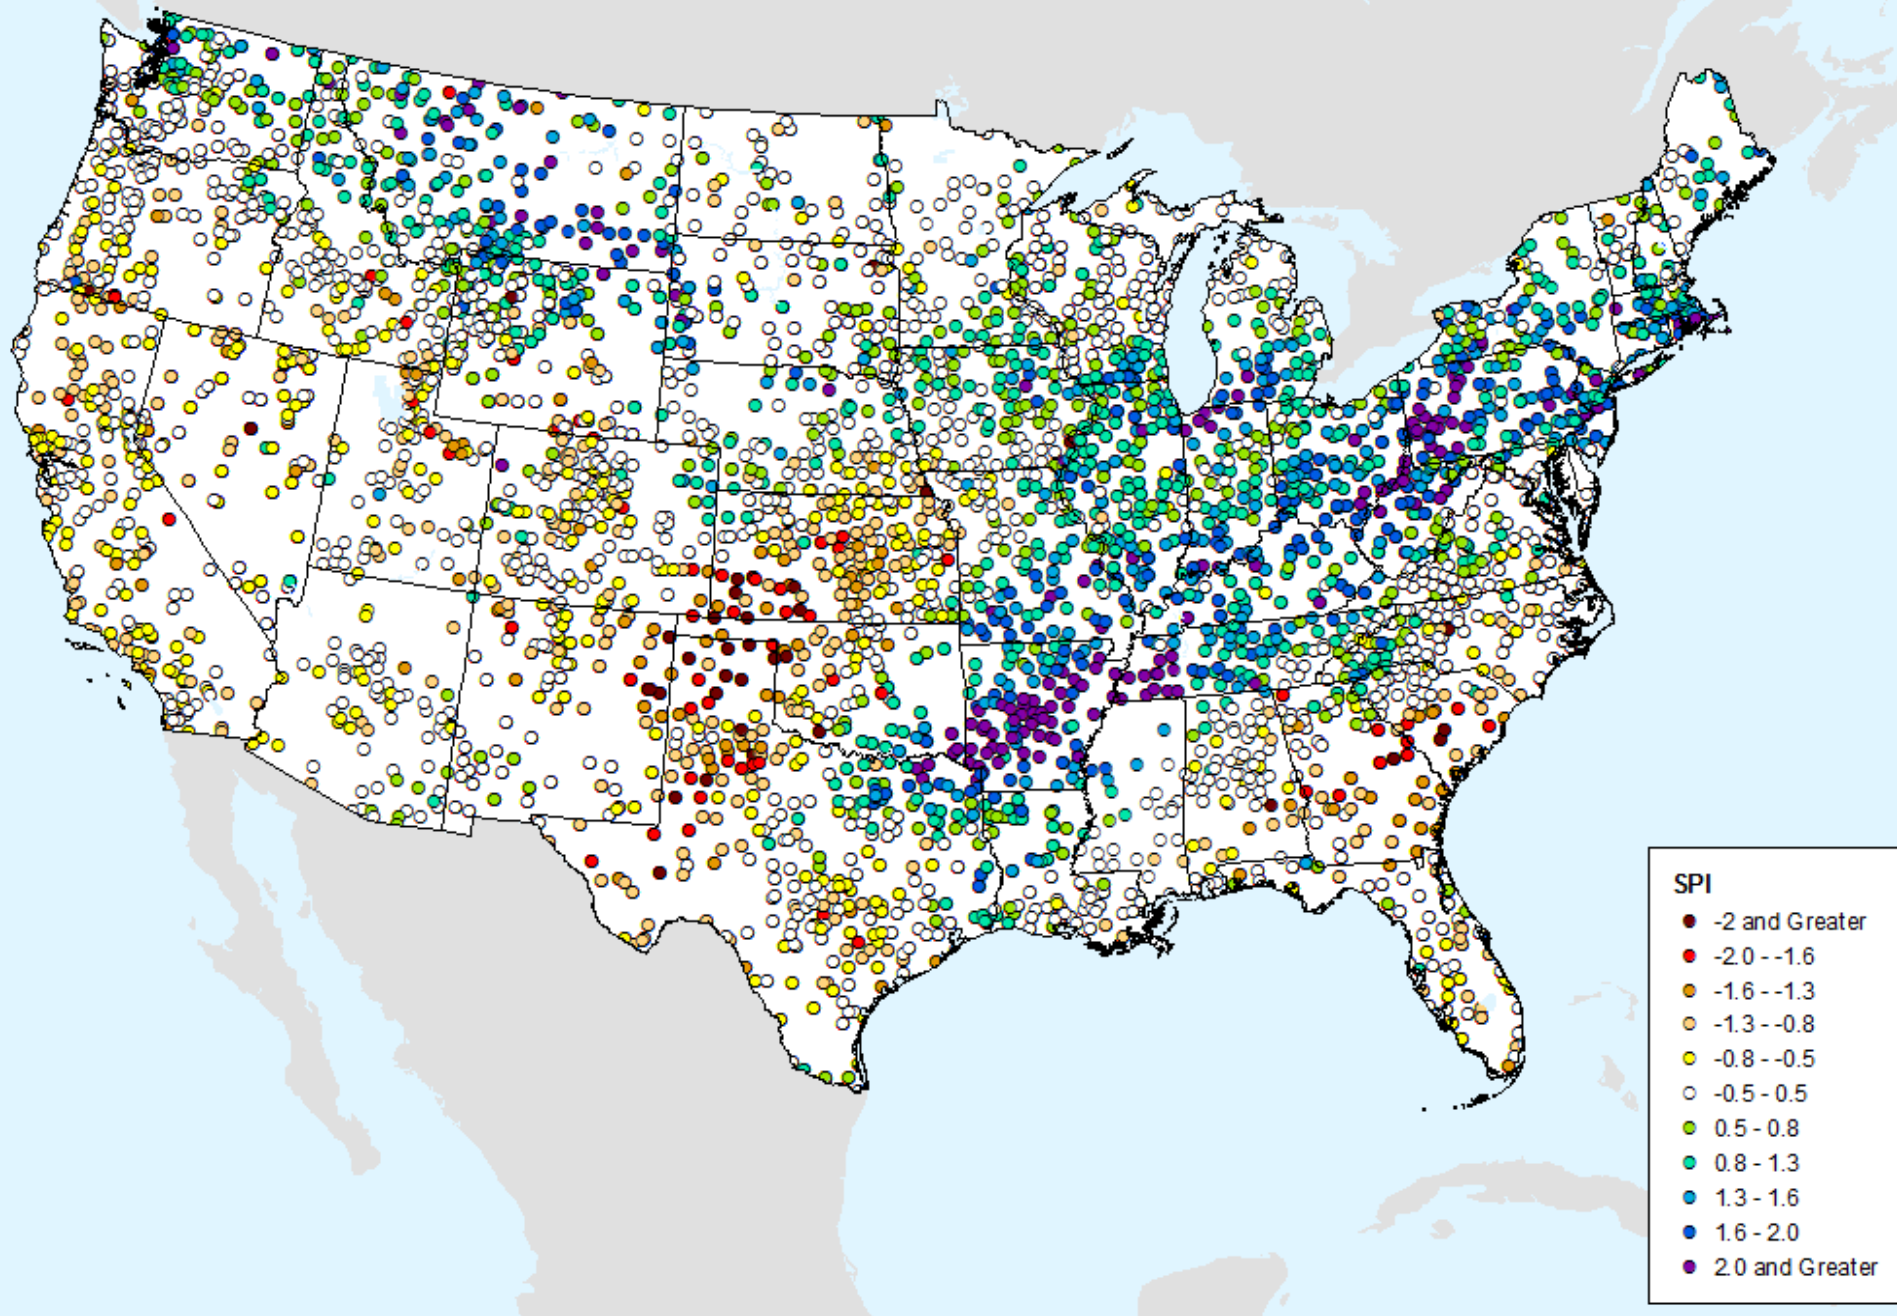 SPI
-2 and Greater
-2.0 - -1.6
-1.6 - -1.3
-1.3 - -0.8
-0.8 - -0.5
-0.5 - 0.5
0.5 - 0.8
0.8 - 1.3
1.3 - 1.6
1.6 - 2.0
2.0 and Greater